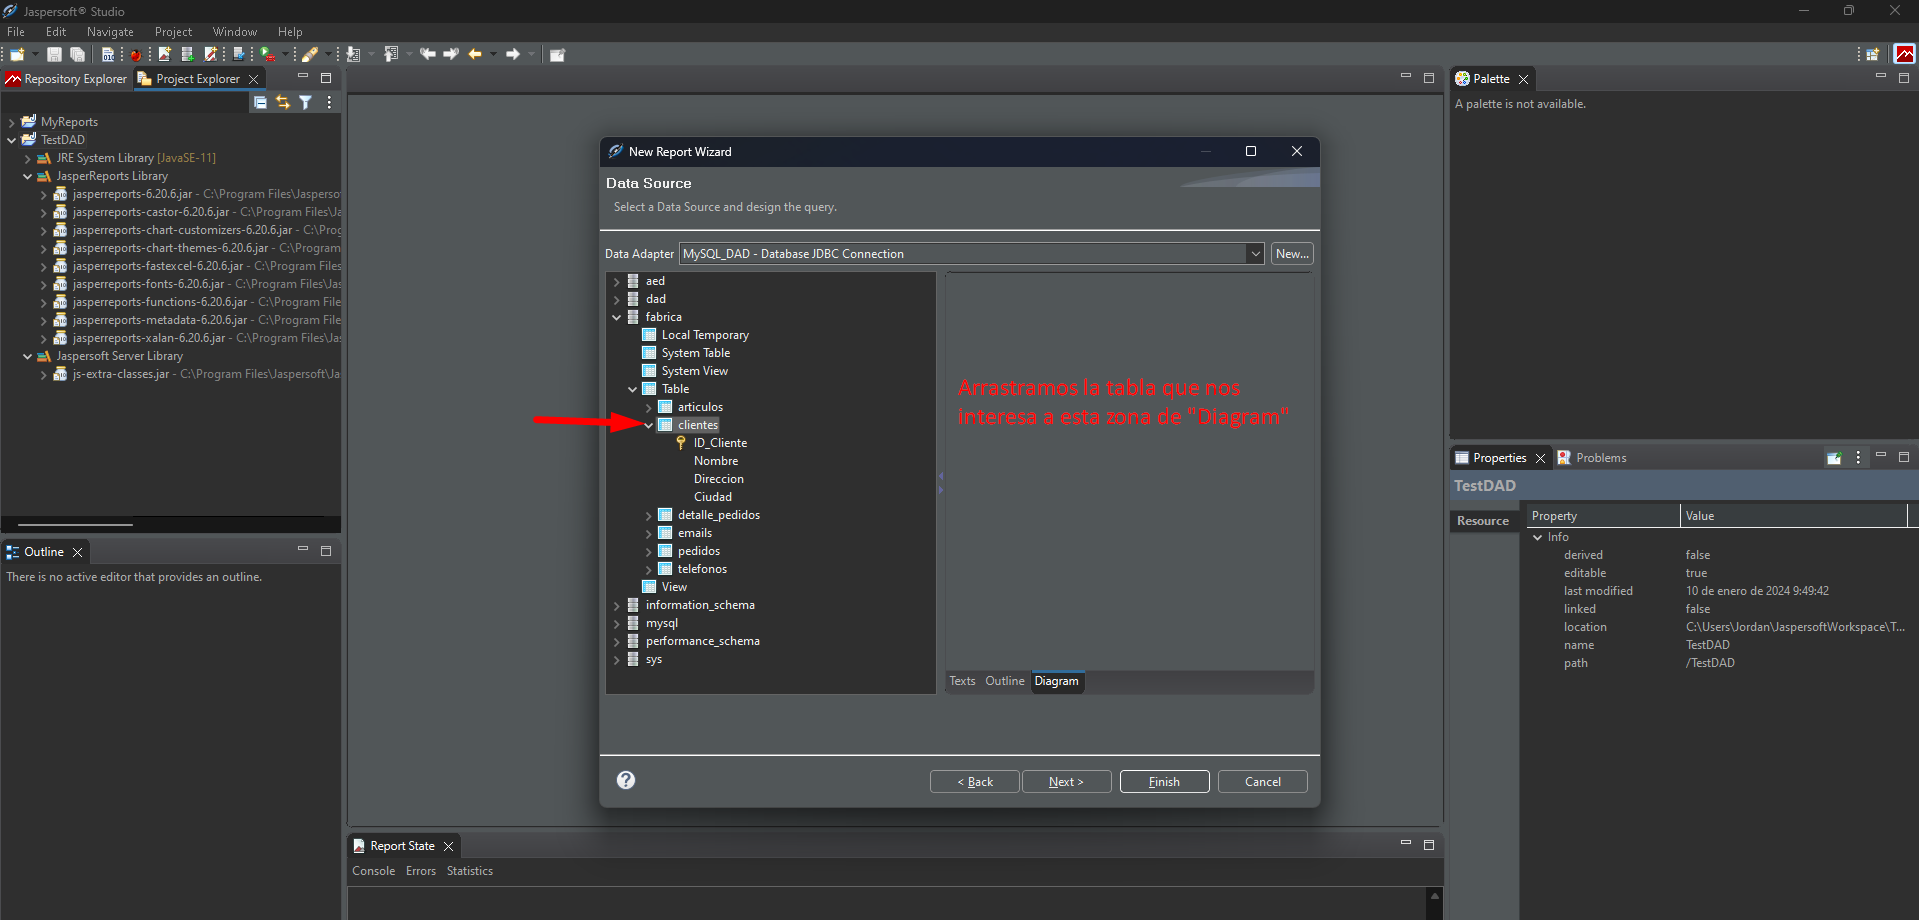 Jaspersoft® Studio
File Edit Navigate Project Window Help
Repository Explorer Project Explorer
MyReports
TestDAD
JRE System Library [JavaSE-11]
JasperReports Library
jasperreports-6.20.6.jar - C:\Program Files\Jasperso
jasperreports-castor-6.20.6.jar - C:\Program Files\Ja
jasperreports-chart-customizers-6.20.6.jar - C:\Prog
jasperreports-chart-themes-6.20.6.jar - C:\Program
jasperreports-fastexcel-6.20.6.jar - C:\Program Files
jasperreports-fonts-6.20.6.jar - C:\Program Files\Jas
jasperreports-functions-6.20.6.jar - C:\Program File
jasperreports-metadata-6.20.6.jar - C:\Program File
jasperreports-xalan-6.20.6.jar - C:\Program Files\Ja:
Jaspersoft Server Library
js-extra-classes.jar - C:\Program Files\Jaspersoft\Ja
Outline
There is no active editor that provides an outline.
New Report Wizard
Data Source
Select a Data Source and design the query.
Data Adapter MySQL_DAD - Database JDBC Connection New...
aed
dad
fabrica
Local Temporary
System Table
System View
Table
articulos
clientes
ID_Cliente
Nombre
Direccion
Ciudad
detalle_pedidos
emails
pedidos
telefonos
View
information_schema
mysql
performance_schema
sys
Arrastramos la tabla que nos
interesa a esta zona de "Diagram"
Texts Outline Diagram
< Back Next > Finish Cancel
Report State
Console Errors Statistics
Palette
A palette is not available.
Properties Problems
TestDAD
Resource
Property Value
Info
derived false
editable true
last modified 10 de enero de 2024 9:49:42
linked false
location C:\Users\Jordan\JaspersoftWorkspace\T...
name TestDAD
path /TestDAD